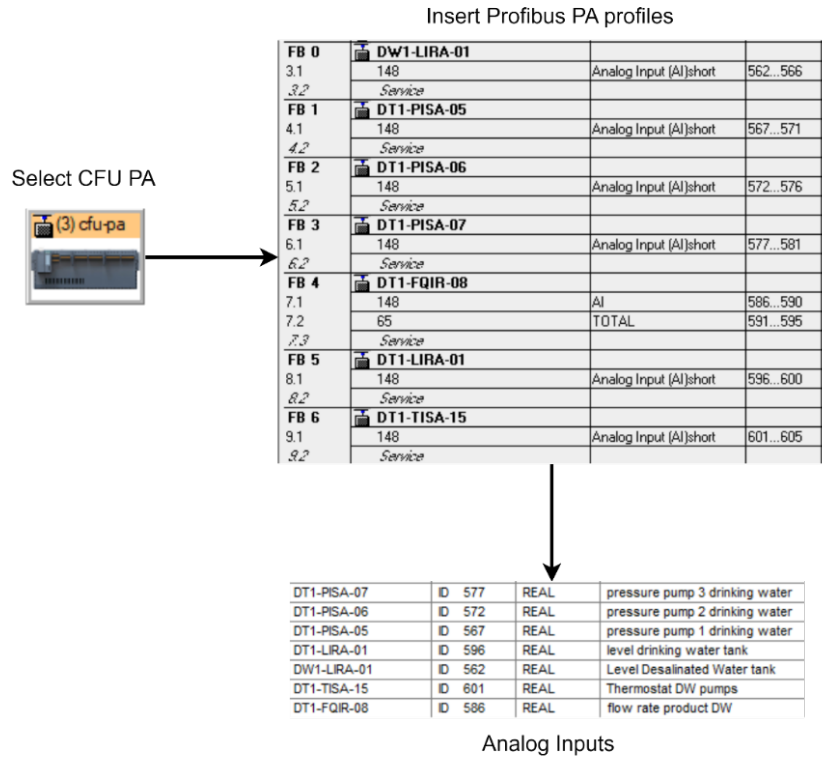 Insert Profibus PA profiles
FB 0 DW1-LIRA-01
3.1 148 Analog Input (AI)short 562...566
3.2 Service
FB 1 DT1-PISA-05
4.1 148 Analog Input (AI)short 567...571
4.2 Service
FB 2 DT1-PISA-06
5.1 148 Analog Input (AI)short 572...576
5.2 Service
FB 3 DT1-PISA-07
6.1 148 Analog Input (AI)short 577...581
6.2 Service
FB 4 DT1-FQIR-08
7.1 148 AI 586...590
7.2 65 TOTAL 591...595
7.3 Service
FB 5 DT1-LIRA-01
8.1 148 Analog Input (AI)short 596...600
8.2 Service
FB 6 DT1-TISA-15
9.1 148 Analog Input (AI)short 601...605
9.2 Service
Select CFU PA
(3) cfu-pa
DT1-PISA-07 ID 577 REAL pressure pump 3 drinking water
DT1-PISA-06 ID 572 REAL pressure pump 2 drinking water
DT1-PISA-05 ID 567 REAL pressure pump 1 drinking water
DT1-LIRA-01 ID 596 REAL level drinking water tank
DW1-LIRA-01 ID 562 REAL Level Desalinated Water tank
DT1-TISA-15 ID 601 REAL Thermostat DW pumps
DT1-FQIR-08 ID 586 REAL flow rate product DW
Analog Inputs